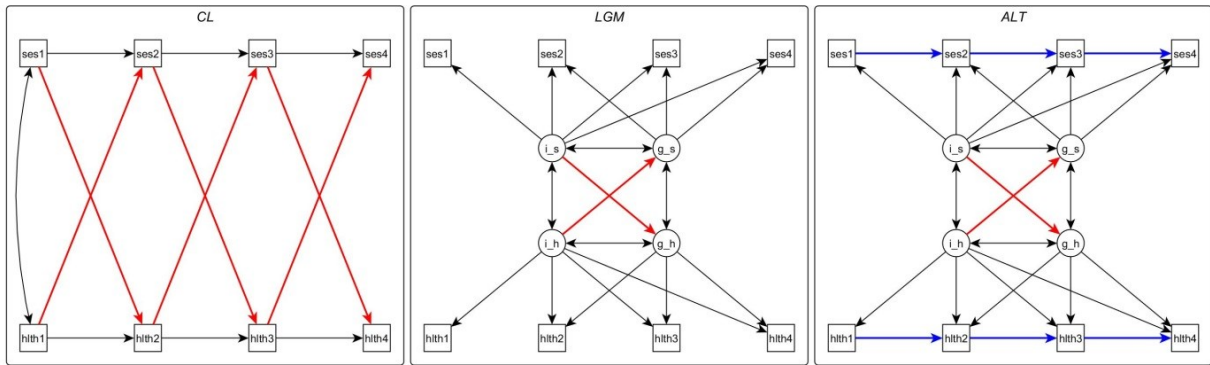 CL
ses1 ses2 ses3 ses4
hlth1 hlth2 hlth3 hlth4
LGM
ses1 ses2 ses3 ses4
i_s g_s
i_h g_h
hlth1 hlth2 hlth3 hlth4
ALT
ses1 ses2 ses3 ses4
i_s g_s
i_h g_h
hlth1 hlth2 hlth3 hlth4